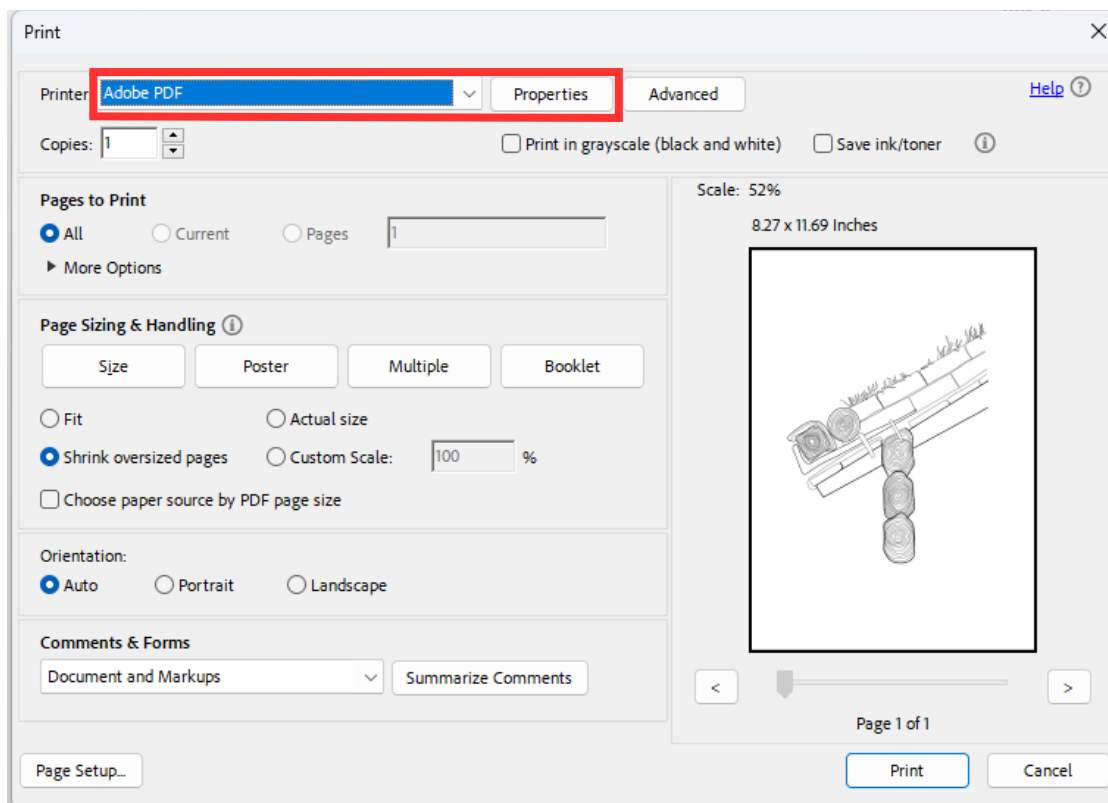 Print
Printer Adobe PDF Properties Advanced Help
Copies: 1 Print in grayscale (black and white) Save ink/toner
Pages to Print
All Current Pages 1
More Options
Page Sizing & Handling
Size Poster Multiple Booklet
Fit Actual size
Shrink oversized pages Custom Scale: 100 %
Choose paper source by PDF page size
Orientation:
Auto Portrait Landscape
Comments & Forms
Document and Markups Summarize Comments
Scale: 52%
8.27 x 11.69 Inches
< >
Page 1 of 1
Page Setup... Print Cancel